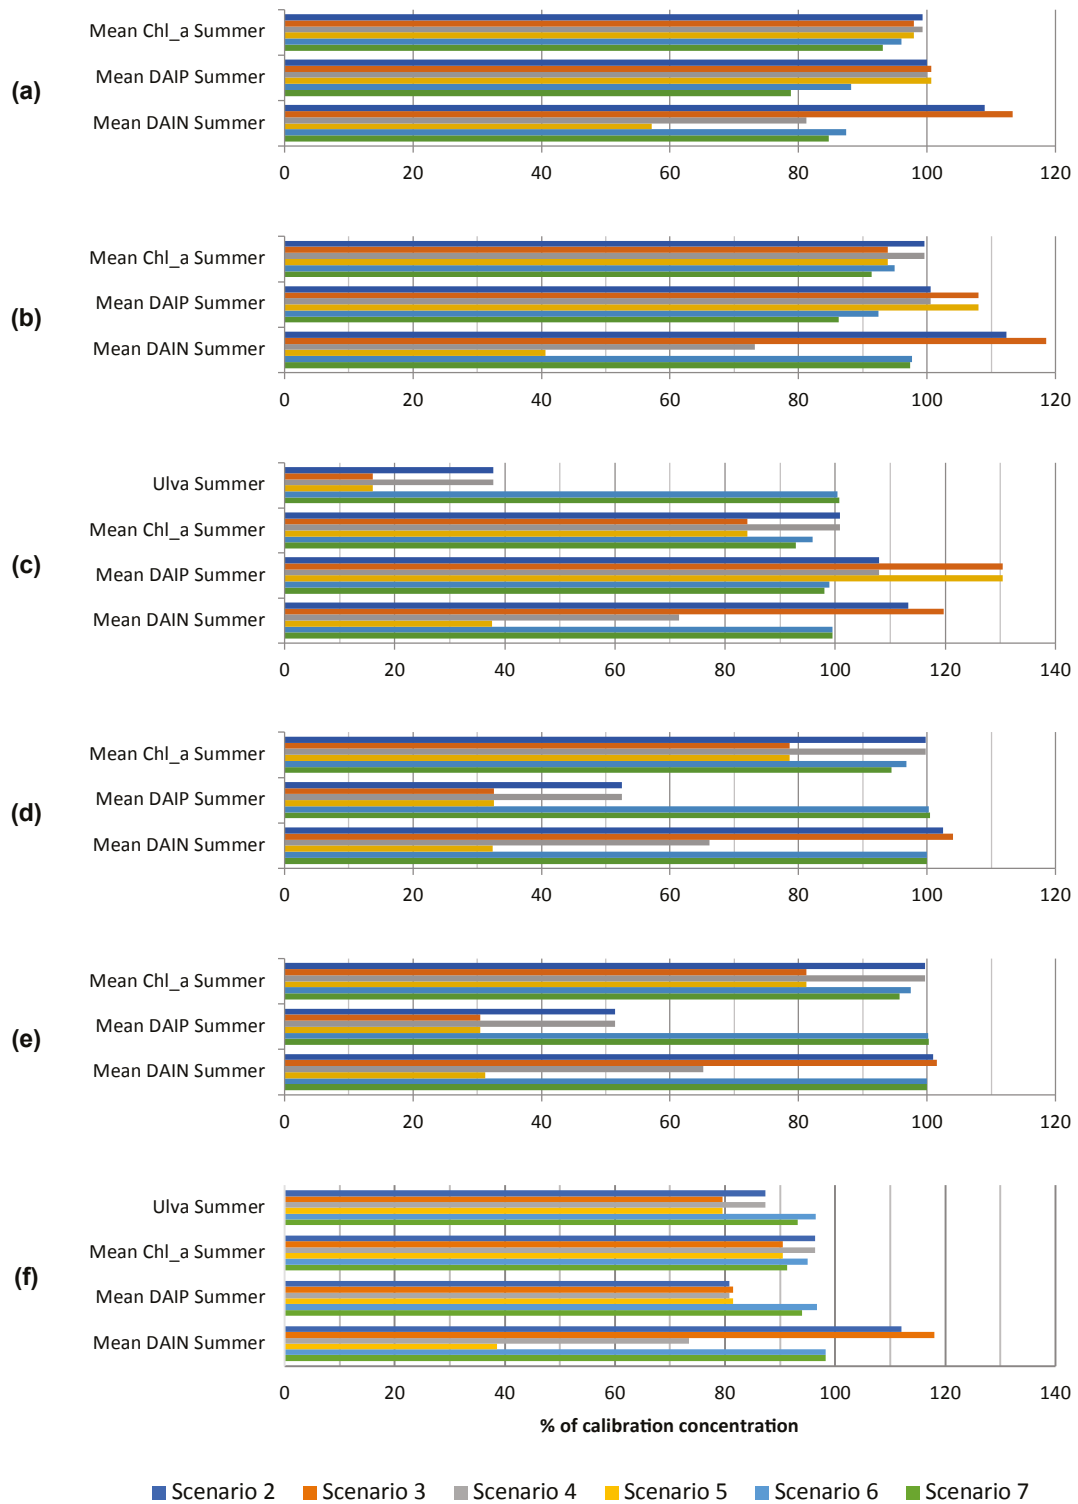 (a)
Mean Chl_a Summer
Mean DAIP Summer
Mean DAIN Summer
0 20 40 60 80 100 120
(b)
Mean Chl_a Summer
Mean DAIP Summer
Mean DAIN Summer
0 20 40 60 80 100 120
(c)
Ulva Summer
Mean Chl_a Summer
Mean DAIP Summer
Mean DAIN Summer
0 20 40 60 80 100 120 140
(d)
Mean Chl_a Summer
Mean DAIP Summer
Mean DAIN Summer
0 20 40 60 80 100 120
(e)
Mean Chl_a Summer
Mean DAIP Summer
Mean DAIN Summer
0 20 40 60 80 100 120
(f)
Ulva Summer
Mean Chl_a Summer
Mean DAIP Summer
Mean DAIN Summer
0 20 40 60 80 100 120 140
% of calibration concentration
Scenario 2 Scenario 3 Scenario 4 Scenario 5 Scenario 6 Scenario 7